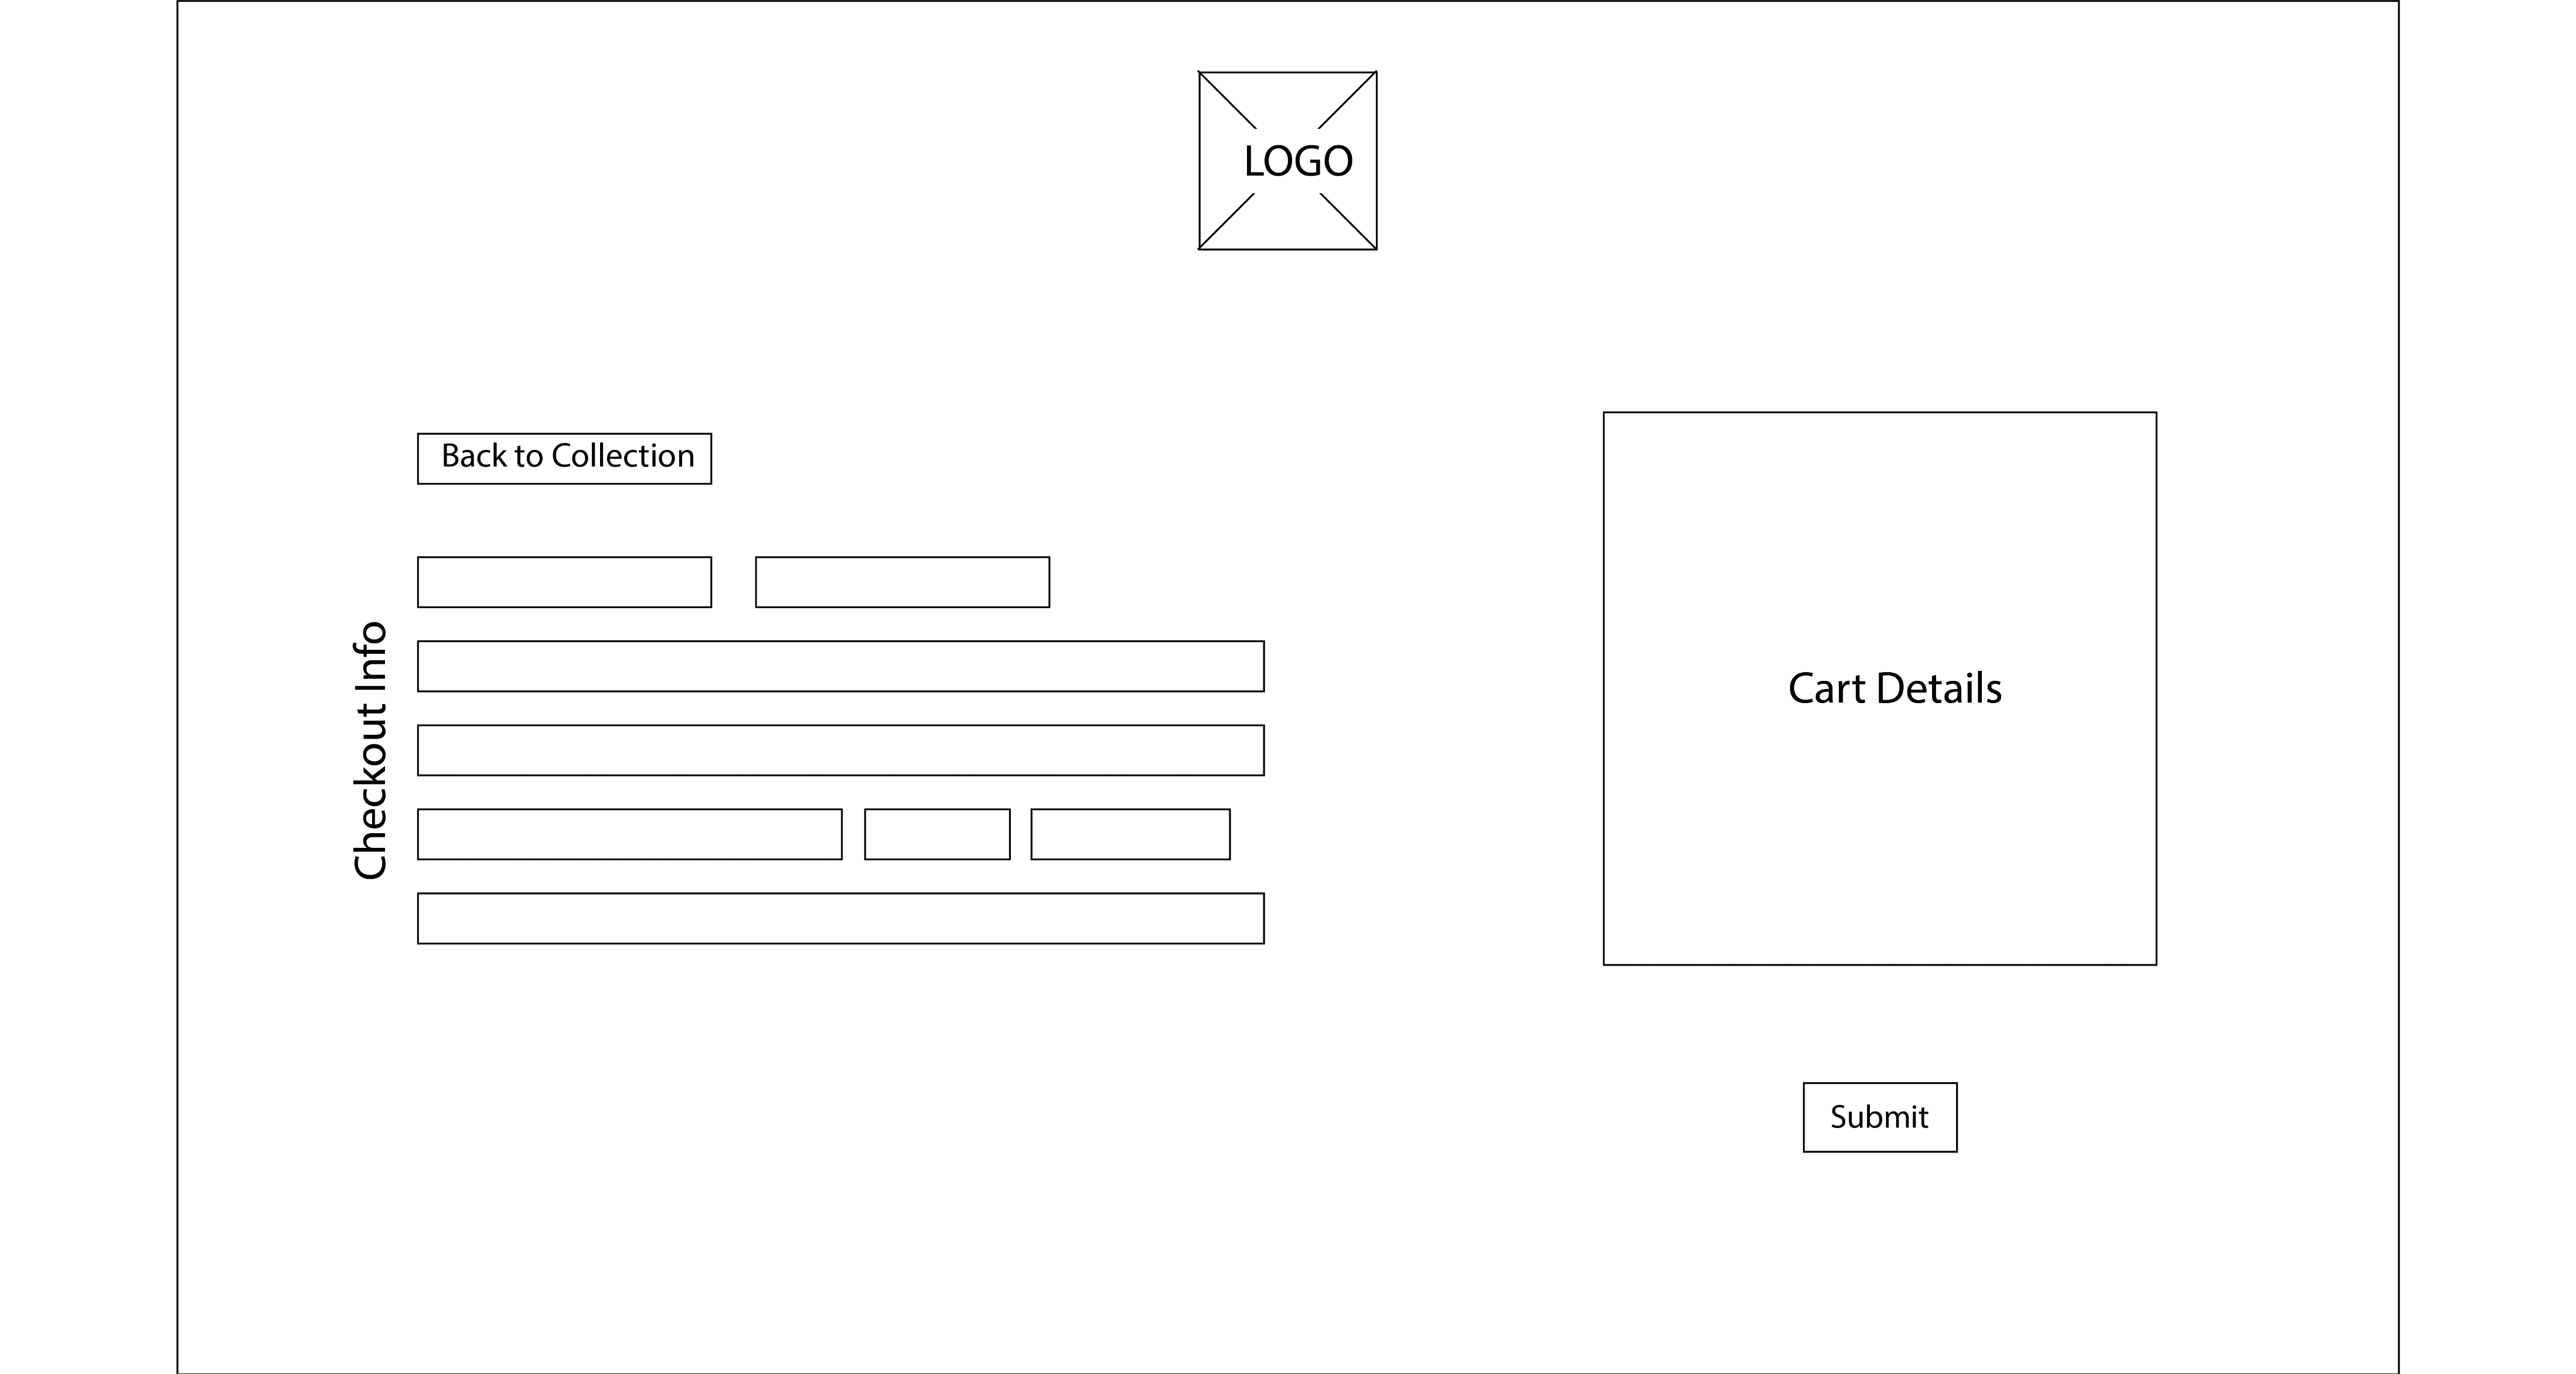 LOGO
Back to Collection
Checkout Info
Cart Details
Submit